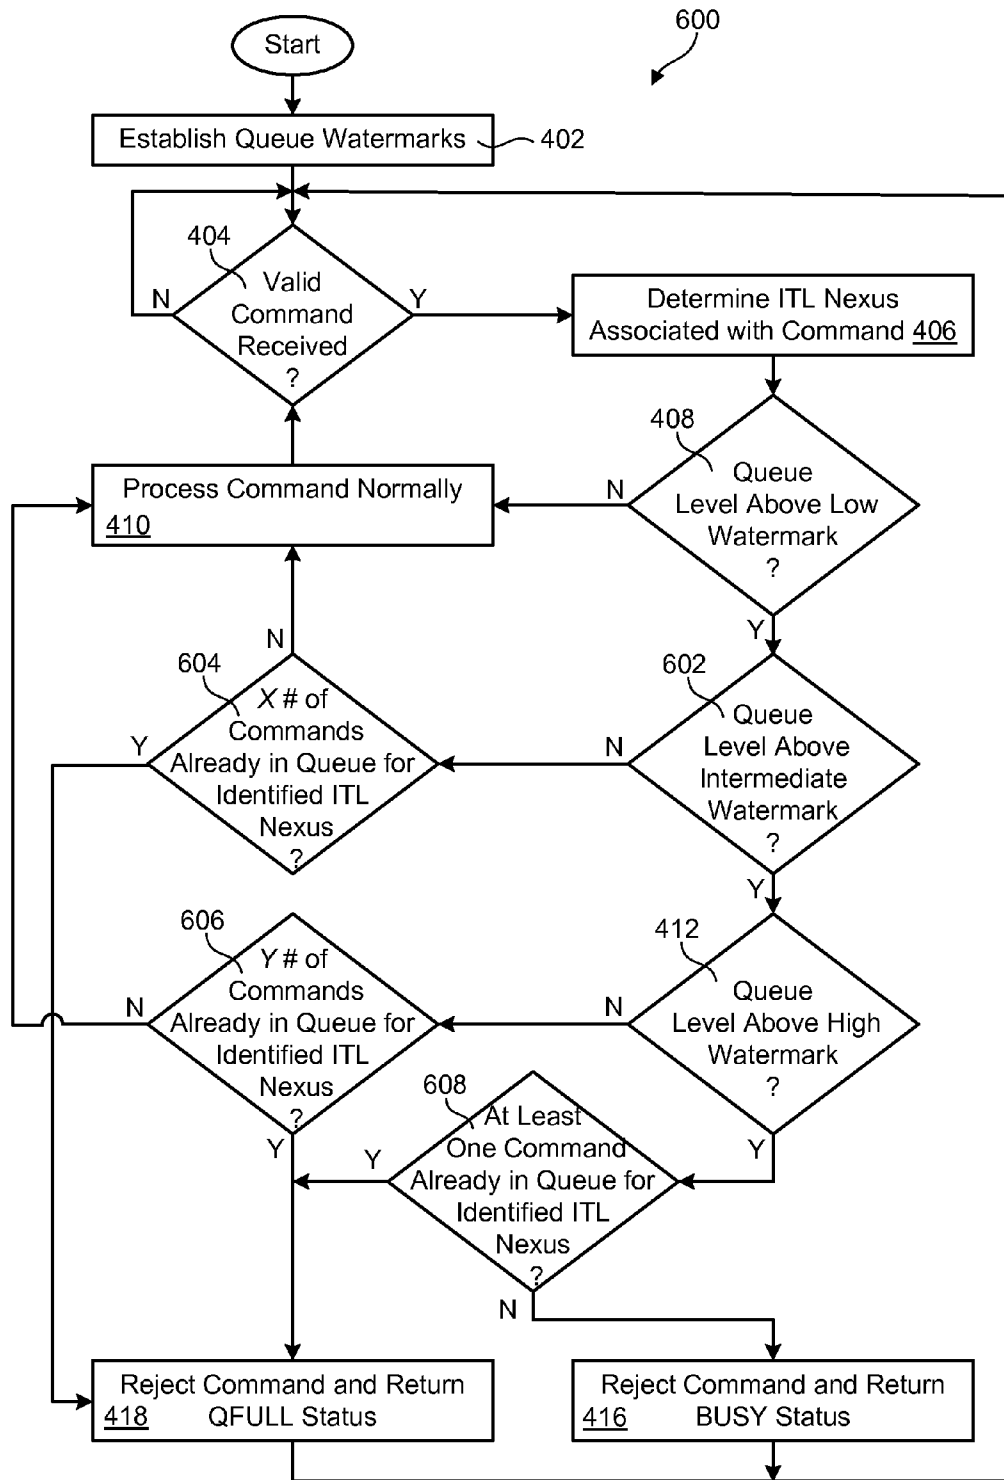 600
Start
Establish Queue Watermarks
402
404
Valid
Command
Received
?
N
Y
Determine ITL Nexus
Associated with Command 406
408
Queue
Level Above Low
Watermark
?
N
Y
Process Command Normally
410
N
604
X # of
Commands
Already in Queue for
Identified ITL
Nexus
?
Y
602
Queue
Level Above
Intermediate
Watermark
?
N
Y
606
Y # of
Commands
Already in Queue for
Identified ITL
Nexus
?
N
Y
412
Queue
Level Above High
Watermark
?
N
Y
608
At Least
One Command
Already in Queue for
Identified ITL
Nexus
?
Y
N
Reject Command and Return
418 QFULL Status
Reject Command and Return
416 BUSY Status